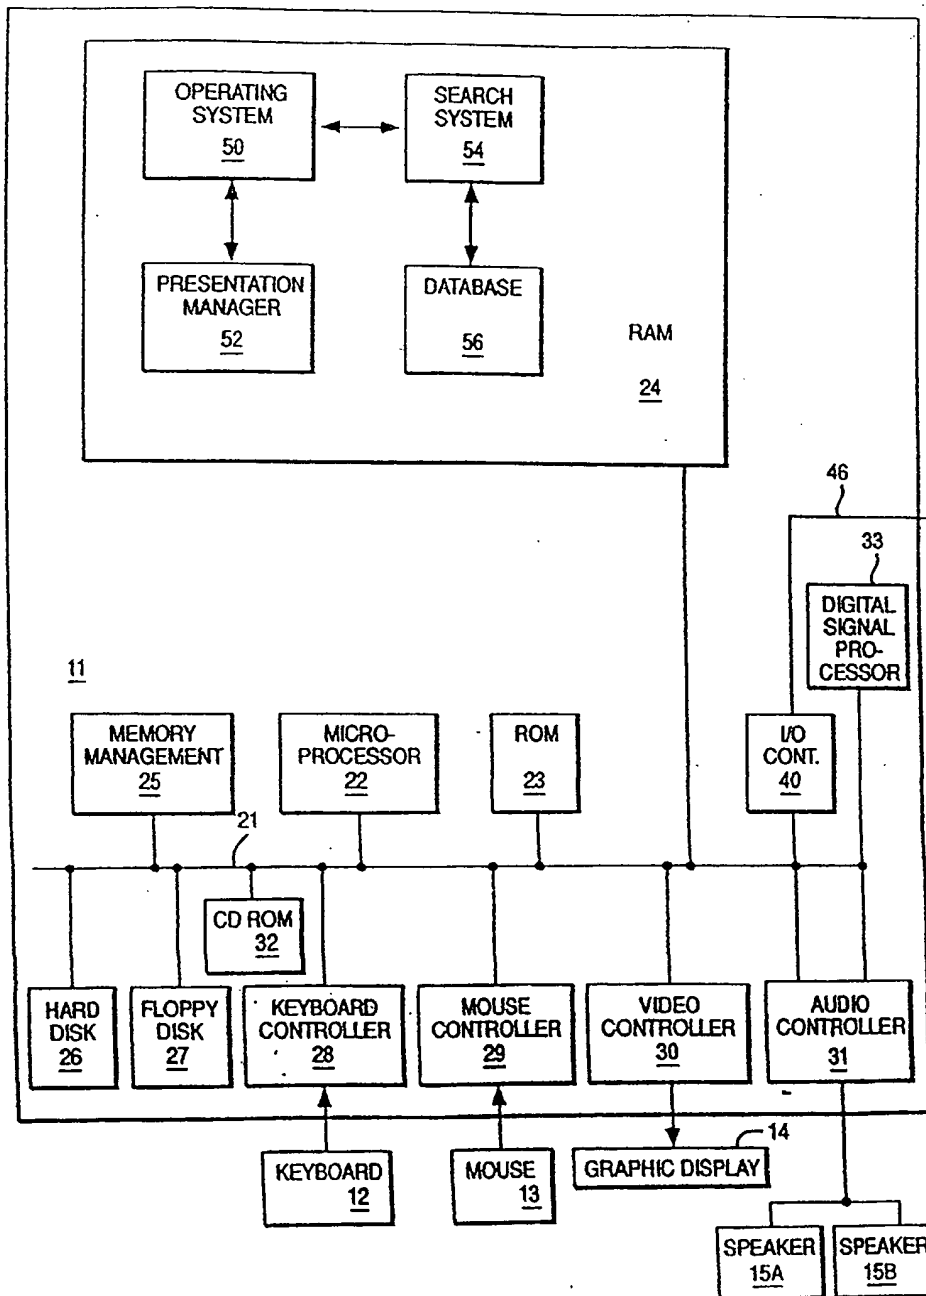 OPERATING
SYSTEM
50
SEARCH
SYSTEM
54
PRESENTATION
MANAGER
52
DATABASE
56
RAM
24
46
33
DIGITAL
SIGNAL
PRO-
CESSOR
11
MEMORY
MANAGEMENT
25
MICRO-
PROCESSOR
22
ROM
23
I/O
CONT.
40
21
CD ROM
32
HARD
DISK
26
FLOPPY
DISK
27
KEYBOARD
CONTROLLER
28
MOUSE
CONTROLLER
29
VIDEO
CONTROLLER
30
AUDIO
CONTROLLER
31
KEYBOARD
12
MOUSE
13
14
GRAPHIC DISPLAY
SPEAKER
15A
SPEAKER
15B